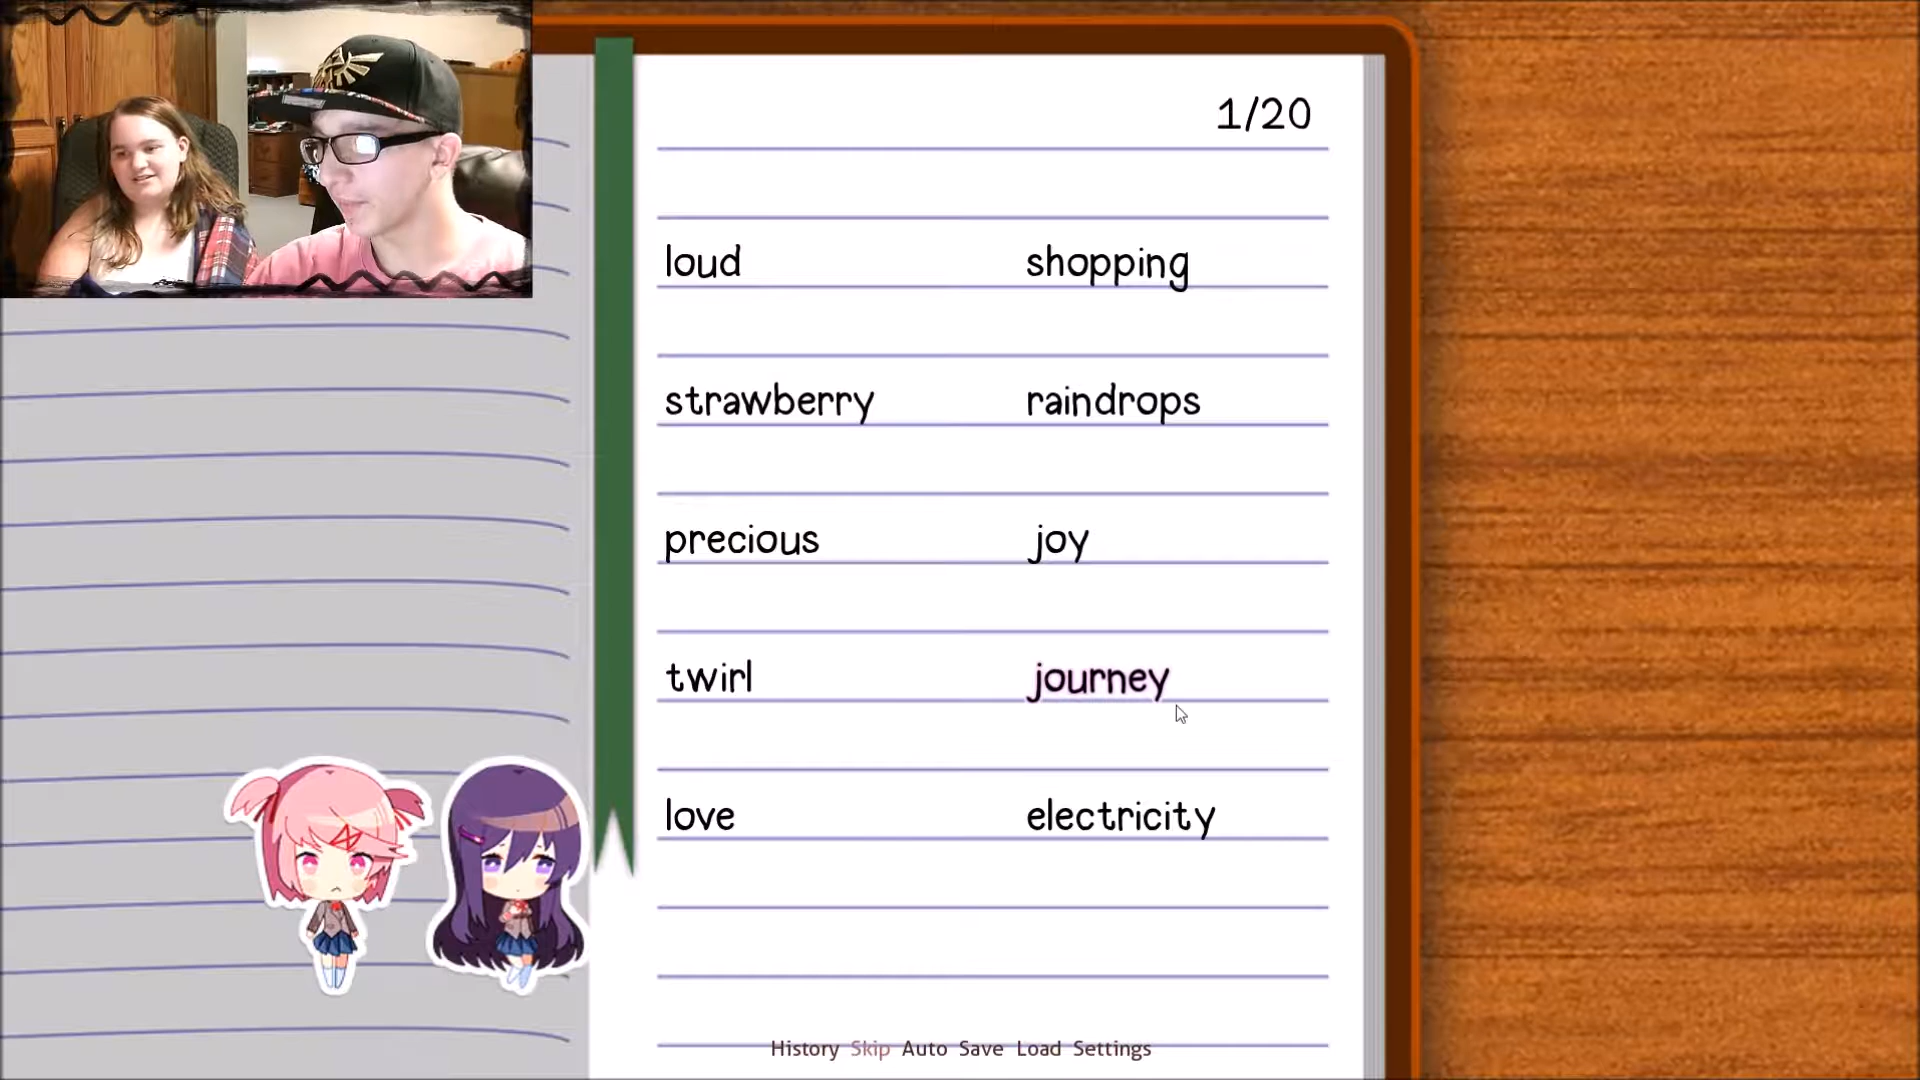 1/20
loud shopping
strawberry raindrops
precious joy
twirl journey
love electricity
History Skip Auto Save Load Settings